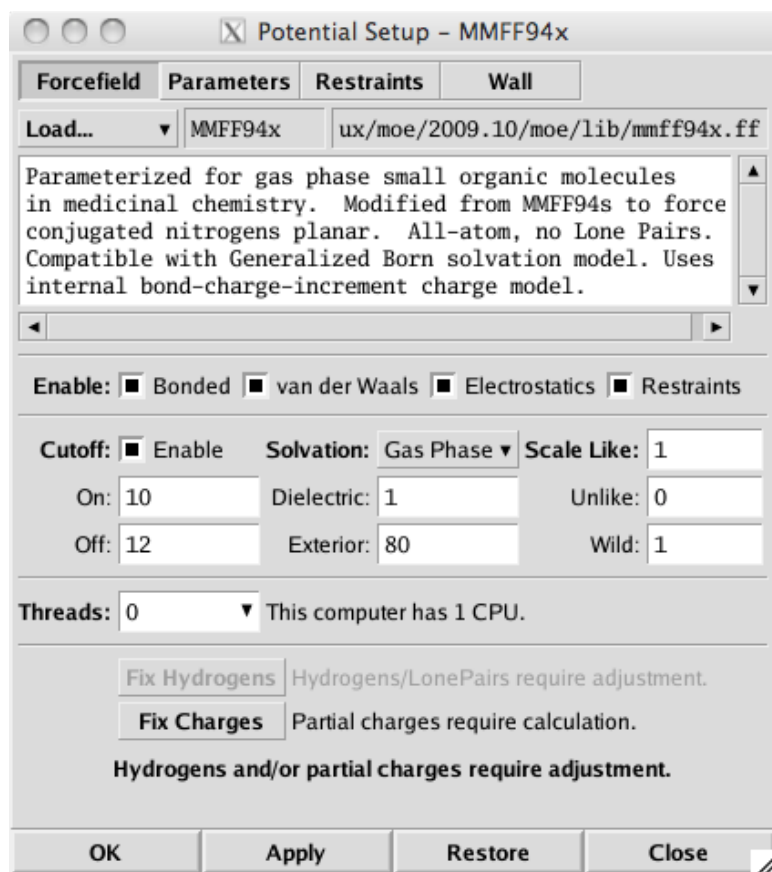 Potential Setup – MMFF94x
Forcefield Parameters Restraints Wall
Load... MMFF94x ux/moe/2009.10/moe/lib/mmff94x.ff
Parameterized for gas phase small organic molecules
in medicinal chemistry.  Modified from MMFF94s to force
conjugated nitrogens planar.  All-atom, no Lone Pairs.
Compatible with Generalized Born solvation model. Uses
internal bond-charge-increment charge model.
Enable: Bonded van der Waals Electrostatics Restraints
Cutoff: Enable Solvation: Gas Phase Scale Like: 1
On: 10 Dielectric: 1 Unlike: 0
Off: 12 Exterior: 80 Wild: 1
Threads: 0 This computer has 1 CPU.
Fix Hydrogens Hydrogens/LonePairs require adjustment.
Fix Charges Partial charges require calculation.
Hydrogens and/or partial charges require adjustment.
OK Apply Restore Close